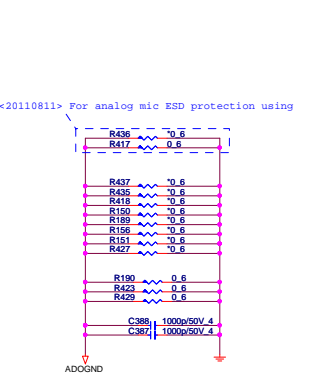 <20110811> For analog mic ESD protection using
R436 *0_6
R417 0_6
R437 *0_6
R435 *0_6
R418 *0_6
R150 *0_6
R189 *0_6
R156 *0_6
R151 *0_6
R427 *0_6
R190 0_6
R423 0_6
R429 0_6
C388 1000p/50V_4
C387 1000p/50V_4
ADOGND